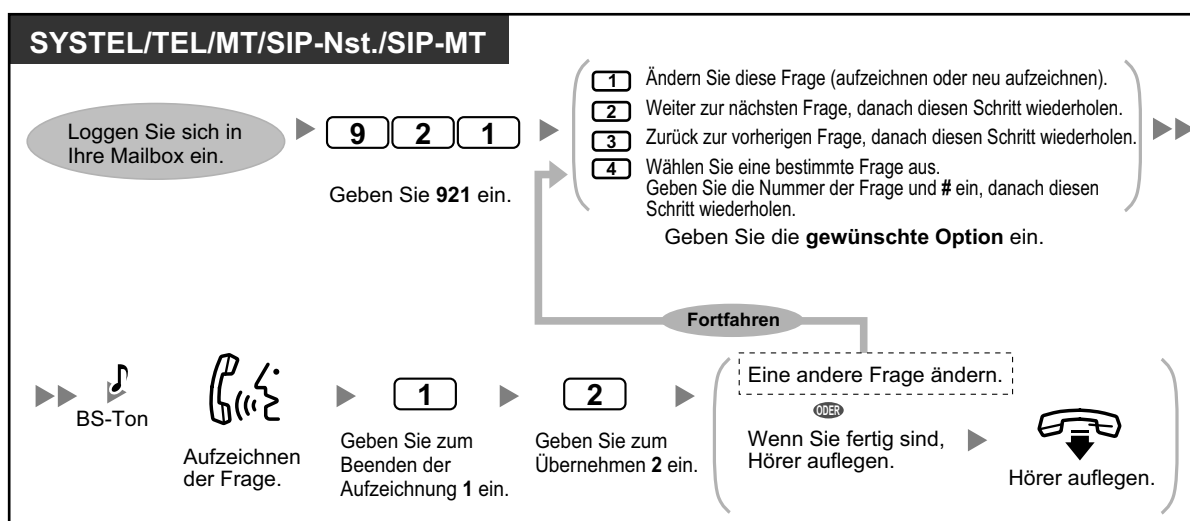 SYSTEL/TEL/MT/SIP-Nst./SIP-MT
Loggen Sie sich in
Ihre Mailbox ein.
9 2 1
Geben Sie 921 ein.
1 Ändern Sie diese Frage (aufzeichnen oder neu aufzeichnen).
2 Weiter zur nächsten Frage, danach diesen Schritt wiederholen.
3 Zurück zur vorherigen Frage, danach diesen Schritt wiederholen.
4 Wählen Sie eine bestimmte Frage aus.
Geben Sie die Nummer der Frage und # ein, danach diesen
Schritt wiederholen.
Geben Sie die gewünschte Option ein.
Fortfahren
BS-Ton
Aufzeichnen
der Frage.
1
Geben Sie zum
Beenden der
Aufzeichnung 1 ein.
2
Geben Sie zum
Übernehmen 2 ein.
Eine andere Frage ändern.
ODER
Wenn Sie fertig sind,
Hörer auflegen.
Hörer auflegen.